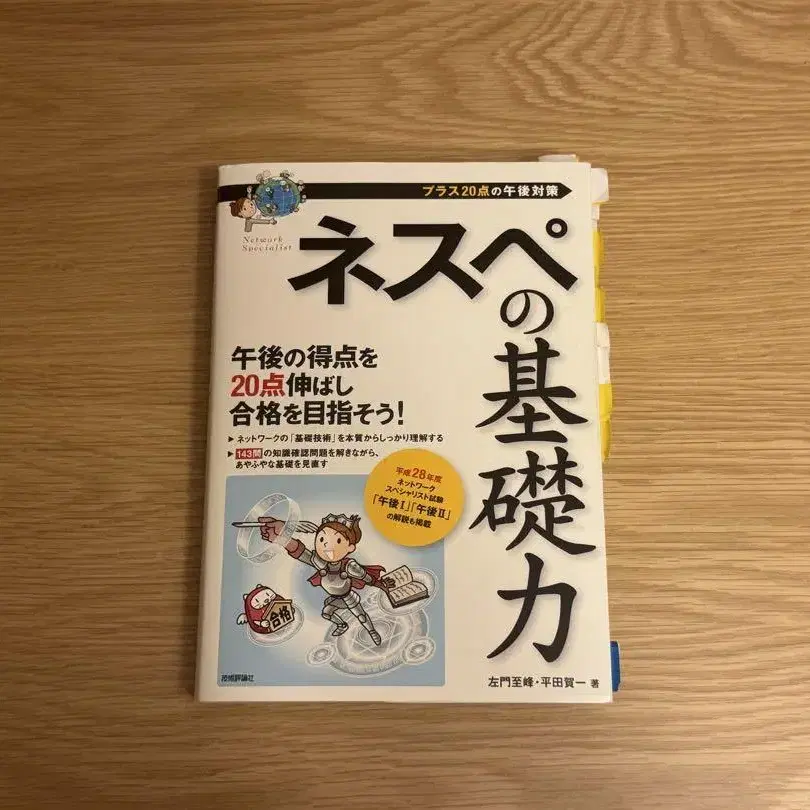 プラス20点の午後対策
Network
Specialist
ネスペの基礎力
午後の得点を
20点伸ばし
合格を目指そう!
▶ ネットワークの「基礎技術」を本質からしっかり理解する
▶ 143問の知識確認問題を解きながら、
あやふやな基礎を見直す
平成28年度
ネットワーク
スペシャリスト試験
「午後Ⅰ」「午後Ⅱ」
の解説も掲載
合格
技術評論社
左門至峰・平田賀一 著